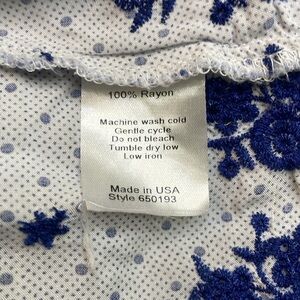 100% Rayon
Machine wash cold
Gentle cycle
Do not bleach
Tumble dry low
Low iron
Made in USA
Style 650193